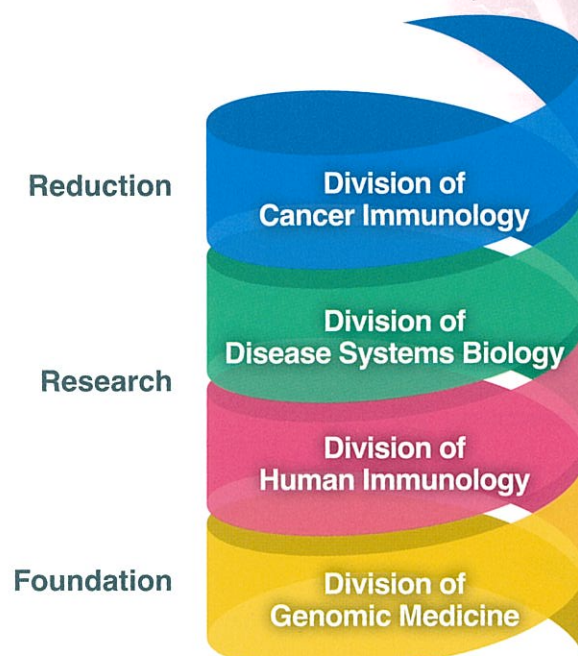 Reduction
Division of
Cancer Immunology
Division of
Disease Systems Biology
Research
Division of
Human Immunology
Foundation
Division of
Genomic Medicine